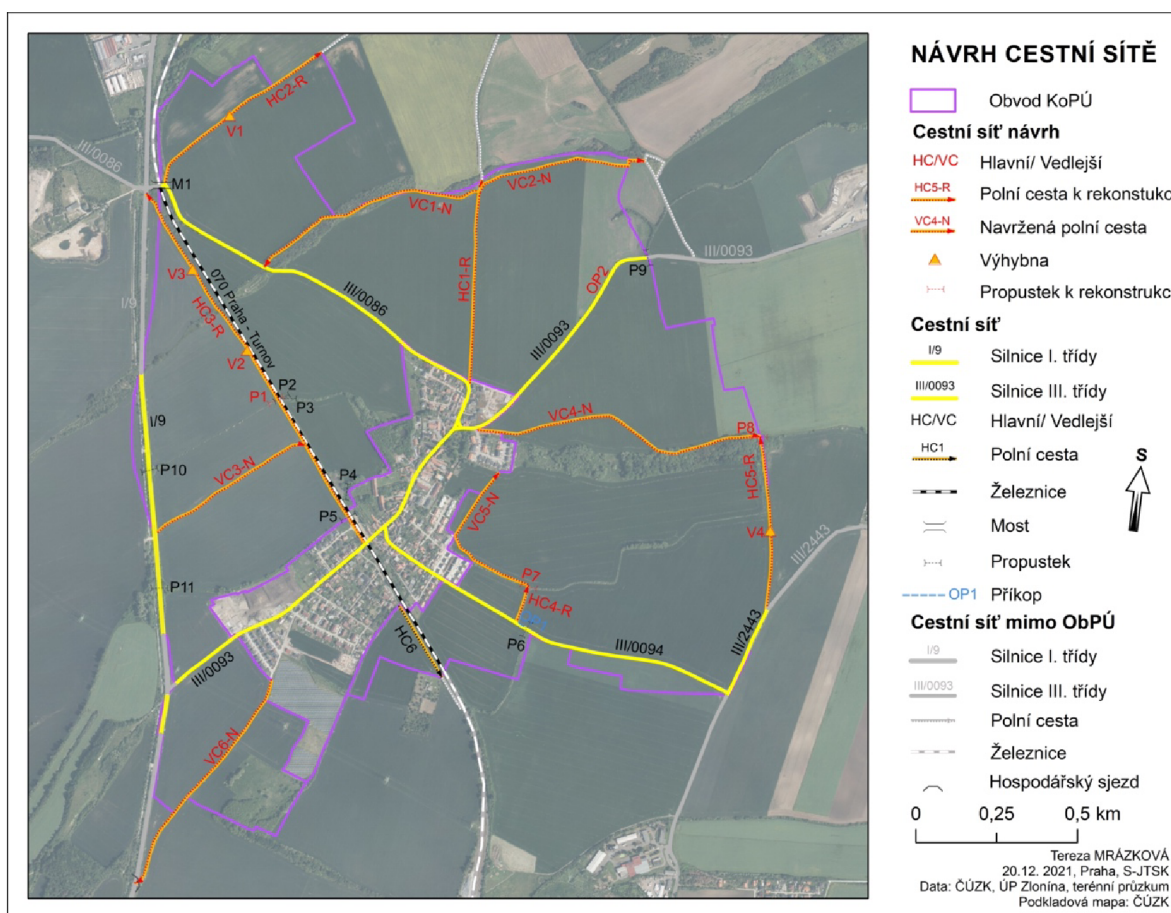 NÁVRH CESTNÍ SÍTĚ
Obvod KoPÚ
Cestní síť návrh
HC/VC Hlavní/ Vedlejší
HC5-R Polní cesta k rekonstukc
VC4-N Navržená polní cesta
Výhybna
Propustek k rekonstrukc
Cestní síť
I/9 Silnice I. třídy
III/0093 Silnice III. třídy
HC/VC Hlavní/ Vedlejší
HC1 Polní cesta
Železnice
Most
Propustek
OP1 Příkop
Cestní síť mimo ObPÚ
I/9 Silnice I. třídy
III/0093 Silnice III. třídy
Polní cesta
Železnice
Hospodářský sjezd
S
0 0,25 0,5 km
Tereza MRÁZKOVÁ
20.12. 2021, Praha, S-JTSK
Data: ČÚZK, ÚP Zlonína, terénní průzkum
Podkladová mapa: ČÚZK
HC2-R
V1
III/0086
M1
VC2-N
VC1-N
III/0093
P9
OP2
V3
070 Praha - Turnov
HC1-R
I/9
HC3-R
III/0086
III/0093
V2
P2
P1
P3
I/9
VC4-N
P8
P10
VC3-N
P4
HC5-R
VC5-N
P5
V4
III/2443
P7
P11
HC4-R
HC6
P6
III/0094
III/2443
III/0093
VC6-N